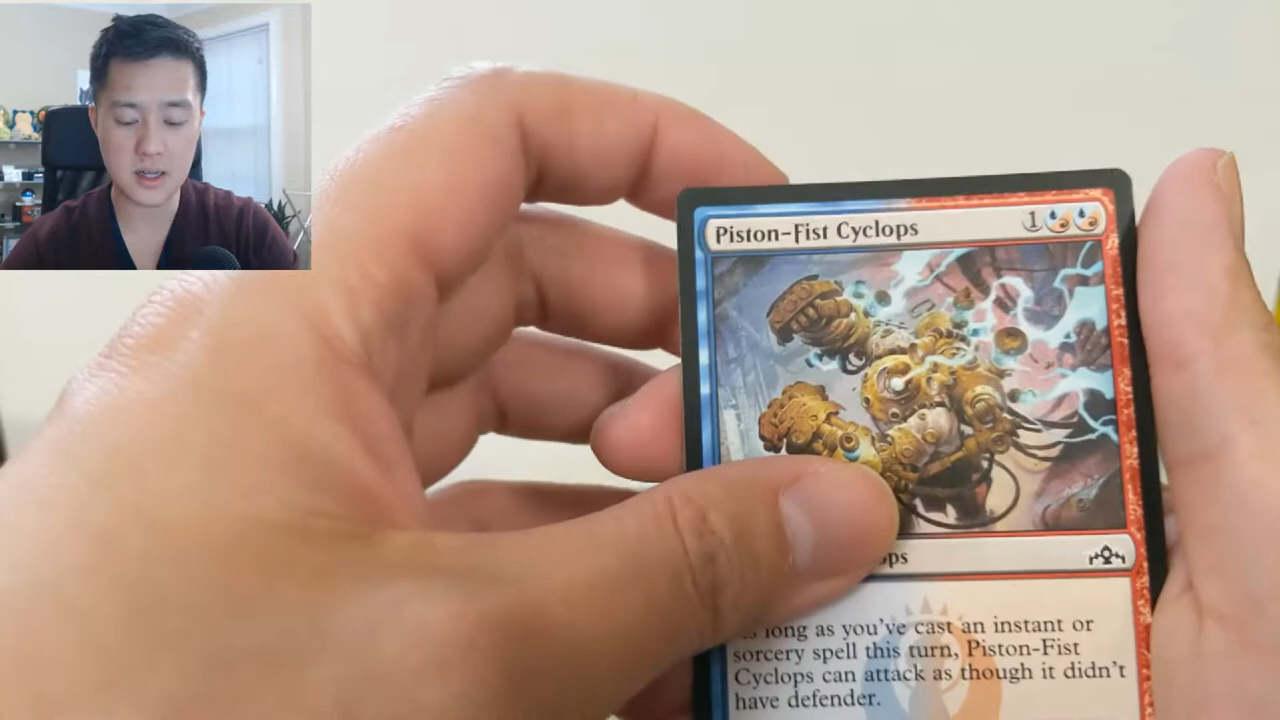 Piston-Fist Cyclops 1
ops
long as you've cast an instant or
sorcery spell this turn, Piston-Fist
Cyclops can attack as though it didn't
have defender.